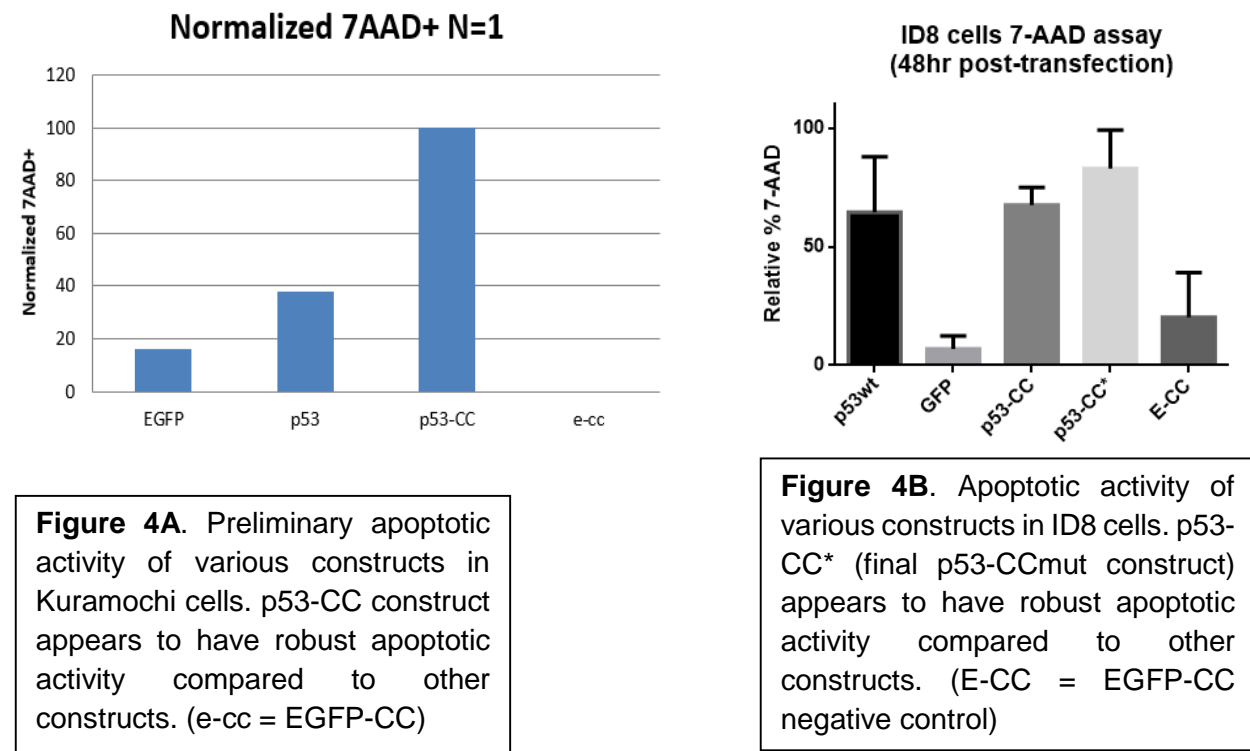 Normalized 7AAD+ N=1
Normalized 7AAD+
120
100
80
60
40
20
0
EGFP p53 p53-CC e-cc
Figure 4A. Preliminary apoptotic
activity of various constructs in
Kuramochi cells. p53-CC construct
appears to have robust apoptotic
activity compared to other
constructs. (e-cc = EGFP-CC)
ID8 cells 7-AAD assay
(48hr post-transfection)
Relative % 7-AAD
100
50
0
p53wt GFP p53-CC p53-CC* E-CC
Figure 4B. Apoptotic activity of
various constructs in ID8 cells. p53-
CC* (final p53-CCmut construct)
appears to have robust apoptotic
activity compared to other
constructs. (E-CC = EGFP-CC
negative control)